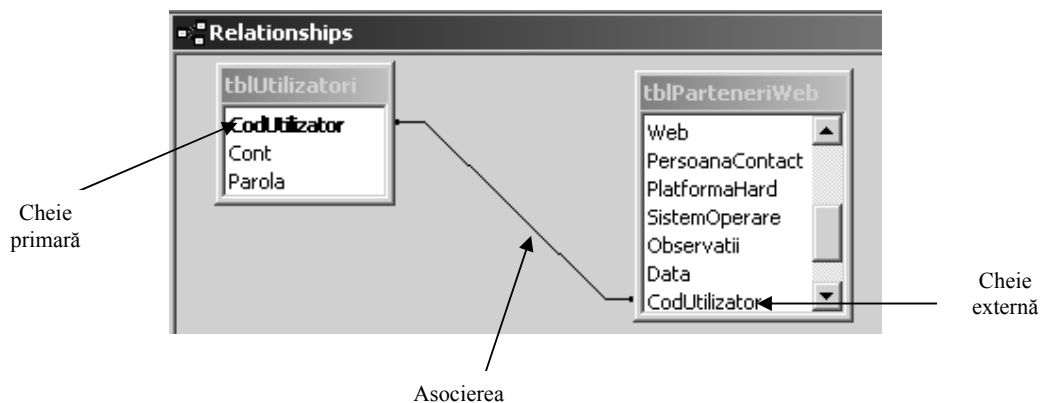 Relationships
tblUtilizatori
CodUtilizator
Cont
Parola
tblParteneriWeb
Web
PersoanaContact
PlatformaHard
SistemOperare
Observatii
Data
CodUtilizator
Cheie
primară
Cheie
externă
Asocierea